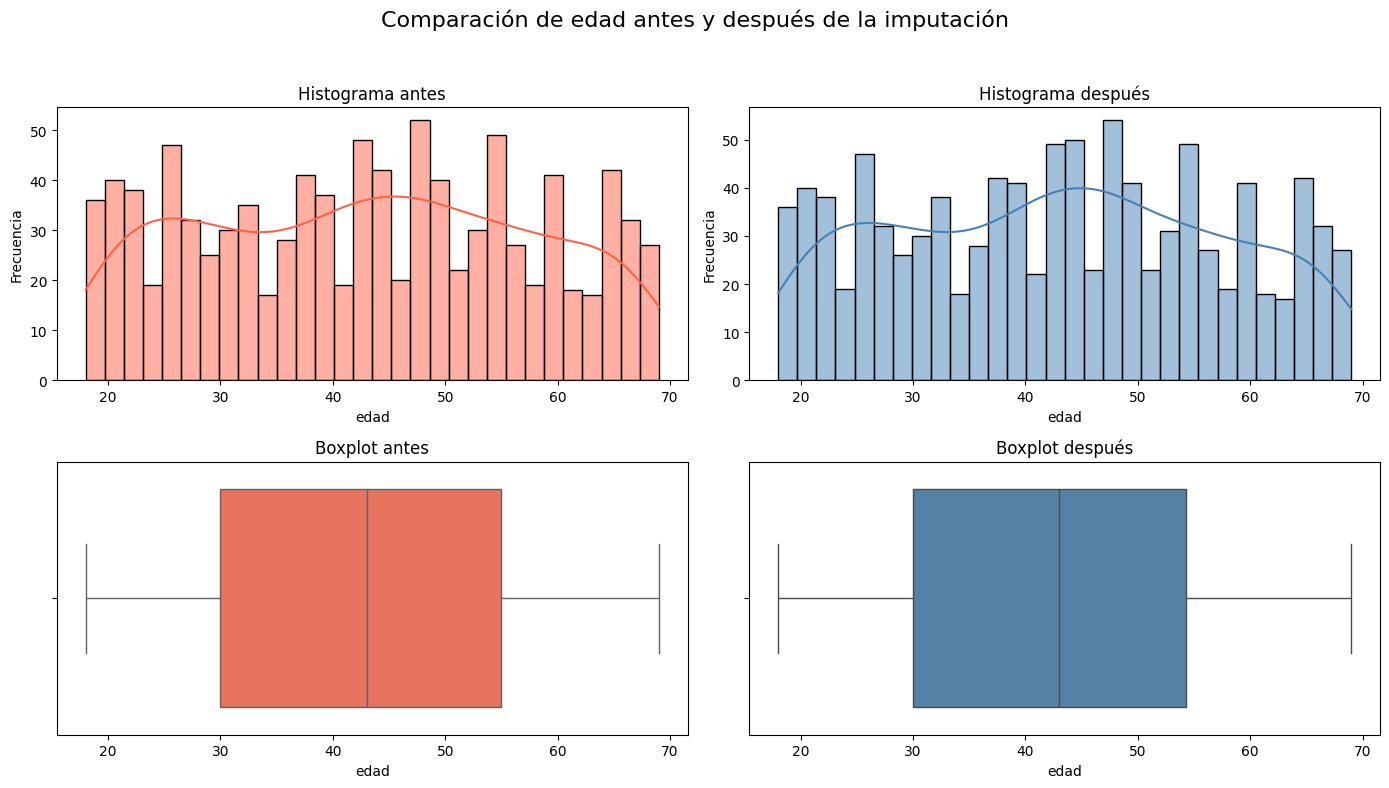 Comparación de edad antes y después de la imputación
Histograma antes
Frecuencia
50
40
30
20
10
0
20 30 40 50 60 70
edad
Histograma después
Frecuencia
50
40
30
20
10
0
20 30 40 50 60 70
edad
Boxplot antes
20 30 40 50 60 70
edad
Boxplot después
20 30 40 50 60 70
edad